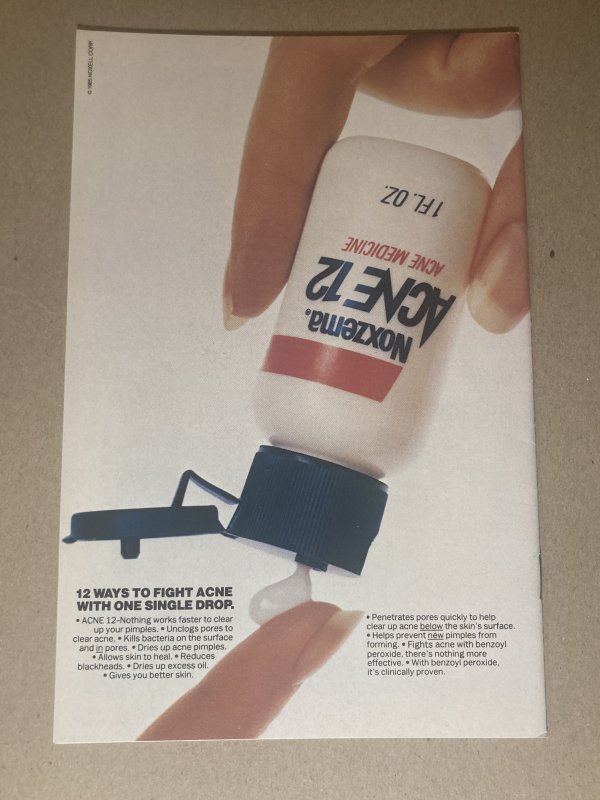 © 1985 NOXELL CORP.
1 FL. OZ.
ACNE MEDICINE
ACNE 12
Noxzema®
12 WAYS TO FIGHT ACNE
WITH ONE SINGLE DROP.
• ACNE 12–Nothing works faster to clear
up your pimples. • Unclogs pores to
clear acne. • Kills bacteria on the surface
and in pores. • Dries up acne pimples.
• Allows skin to heal. • Reduces
blackheads. • Dries up excess oil.
• Gives you better skin.
• Penetrates pores quickly to help
clear up acne below the skin's surface.
• Helps prevent new pimples from
forming. • Fights acne with benzoyl
peroxide, there's nothing more
effective. • With benzoyl peroxide,
it's clinically proven.